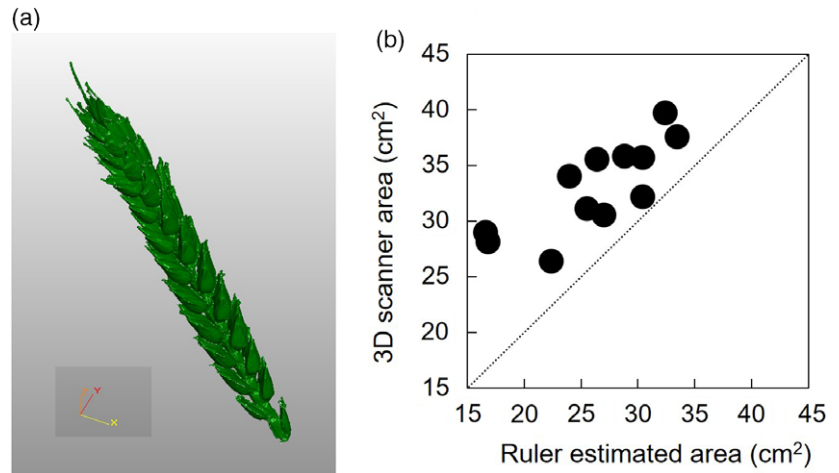 (a)
Y
X
(b)
45
40
35
30
25
20
15
15 20 25 30 35 40 45
3D scanner area (cm²)
Ruler estimated area (cm²)